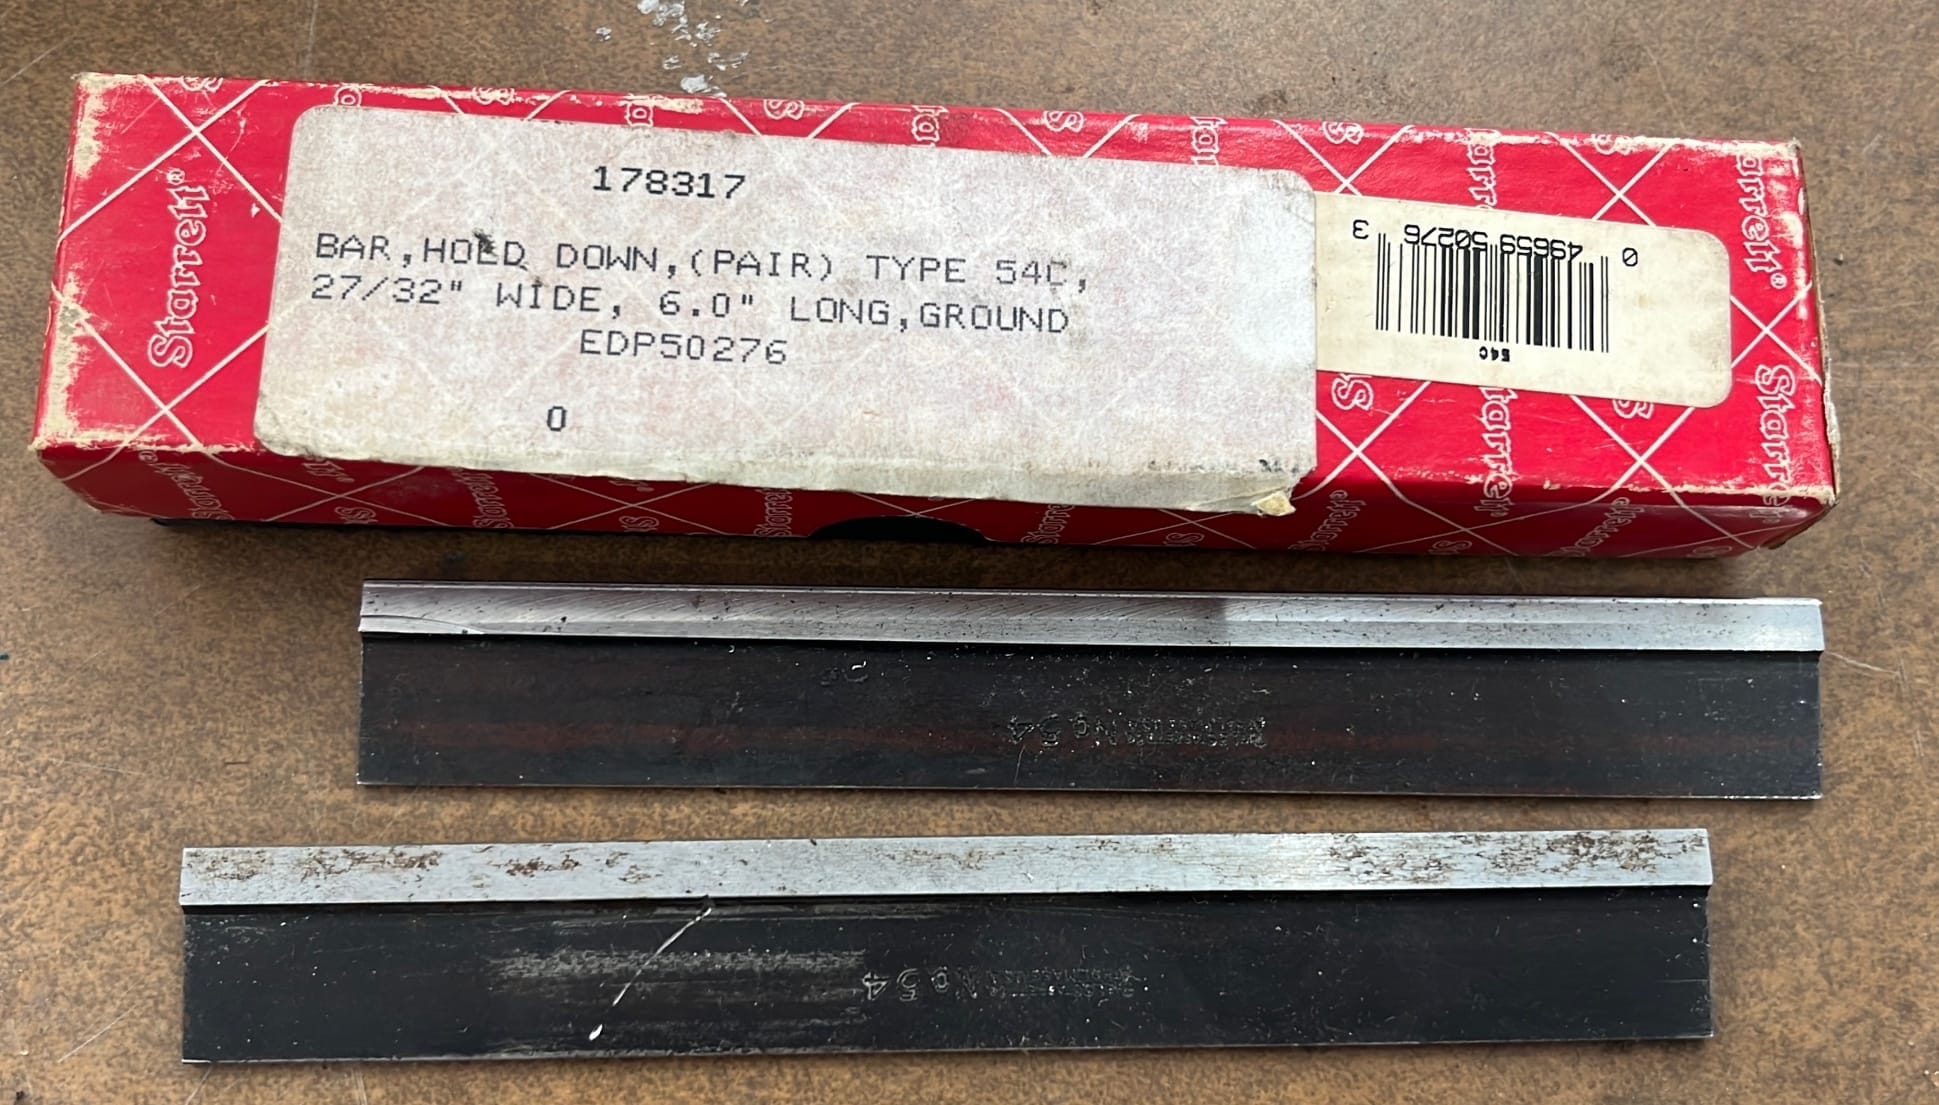 Starrett®
178317
BAR,HOLD DOWN,(PAIR) TYPE 54C,
27/32" WIDE, 6.0" LONG,GROUND
EDP50276
0
0 49659 50276 3
54C
No 54
No 54